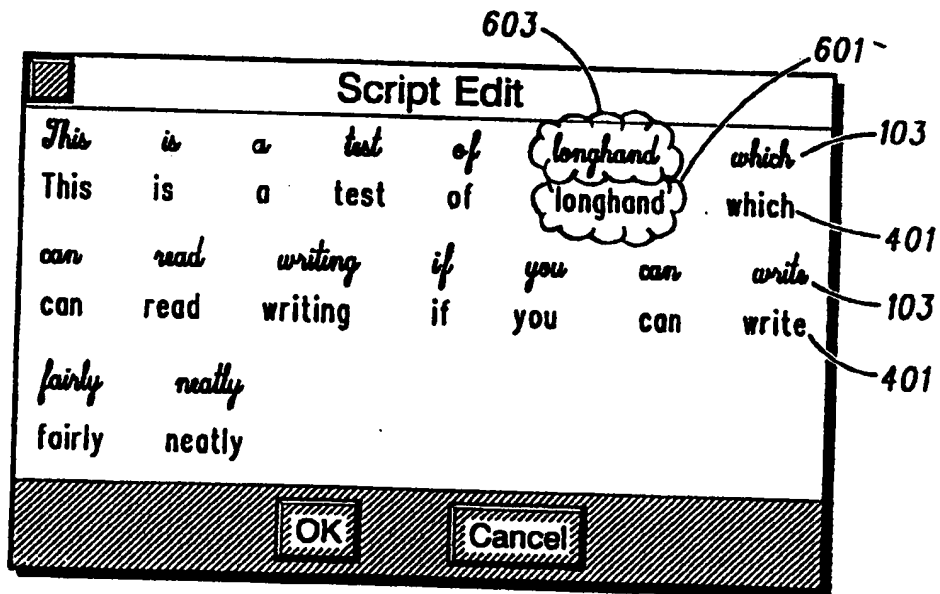 603
601
Script Edit
This is a test of longhand which 103
This is a test of longhand which 401
can read writing if you can write 103
can read writing if you can write 401
fairly neatly
fairly neatly
OK Cancel